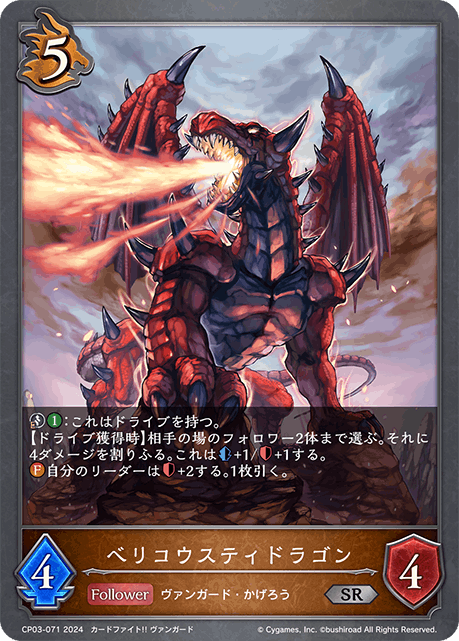 5
1:これはドライブを持つ。
【ドライブ獲得時】相手の場のフォロワー2体まで選ぶ。それに
4ダメージを割りふる。これは+1/+1する。
F 自分のリーダーは+2する。1枚引く。
ベリコウスティドラゴン
4
Follower ヴァンガード・かげろう SR
4
CP03-071 2024 カードファイト!! ヴァンガード © Cygames, Inc. ©bushiroad All Rights Reserved.